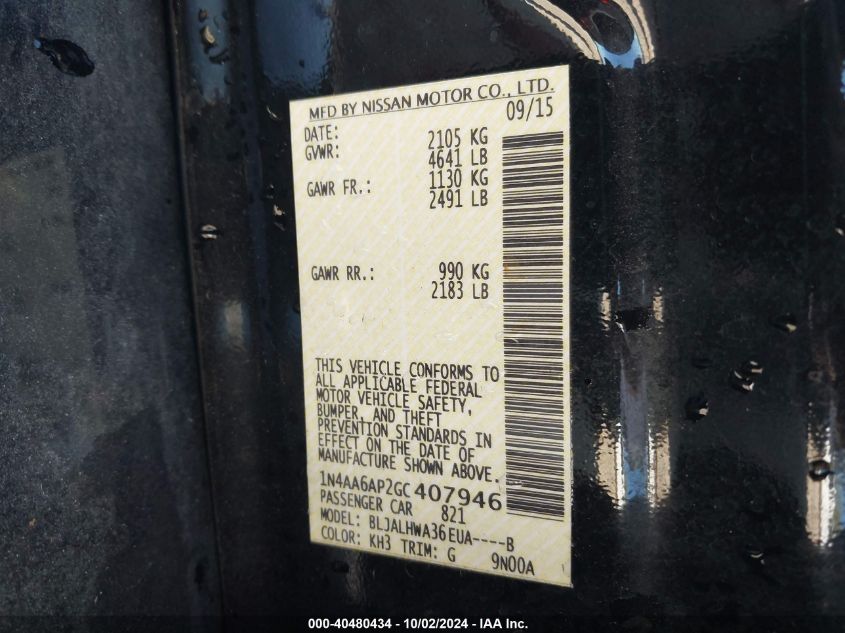 MFD BY NISSAN MOTOR CO., LTD.
DATE: 09/15
GVWR: 2105 KG
4641 LB
GAWR FR.: 1130 KG
2491 LB
GAWR RR.: 990 KG
2183 LB
THIS VEHICLE CONFORMS TO
ALL APPLICABLE FEDERAL
MOTOR VEHICLE SAFETY,
BUMPER, AND THEFT
PREVENTION STANDARDS IN
EFFECT ON THE DATE OF
MANUFACTURE SHOWN ABOVE.
1N4AA6AP2GC407946
PASSENGER CAR 821
MODEL: BLJALHWA36EUA----B
COLOR: KH3 TRIM: G 9N00A
000-40480434 - 10/02/2024 - IAA Inc.